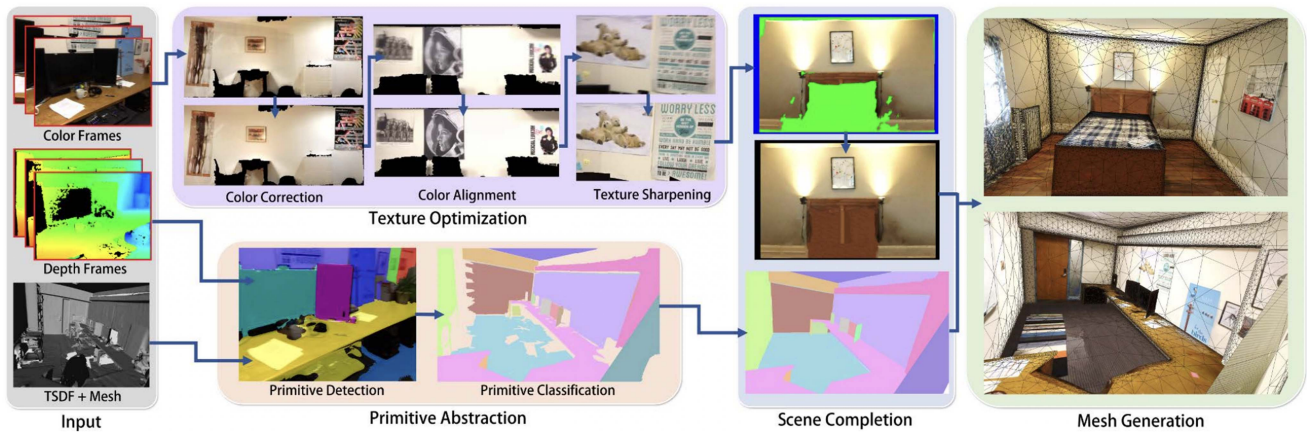 Color Frames
Depth Frames
TSDF + Mesh
Input
Color Correction
Color Alignment
WORRY LESS
Texture Sharpening
Texture Optimization
Primitive Detection
Primitive Classification
Primitive Abstraction
Scene Completion
Mesh Generation